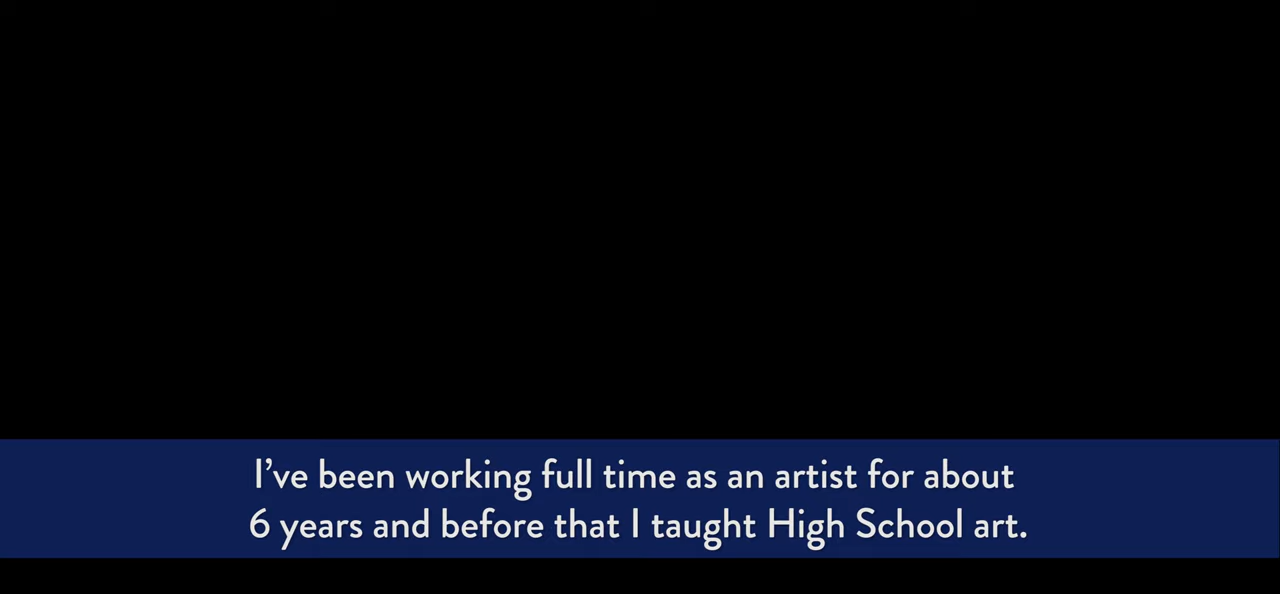 I’ve been working full time as an artist for about
6 years and before that I taught High School art.